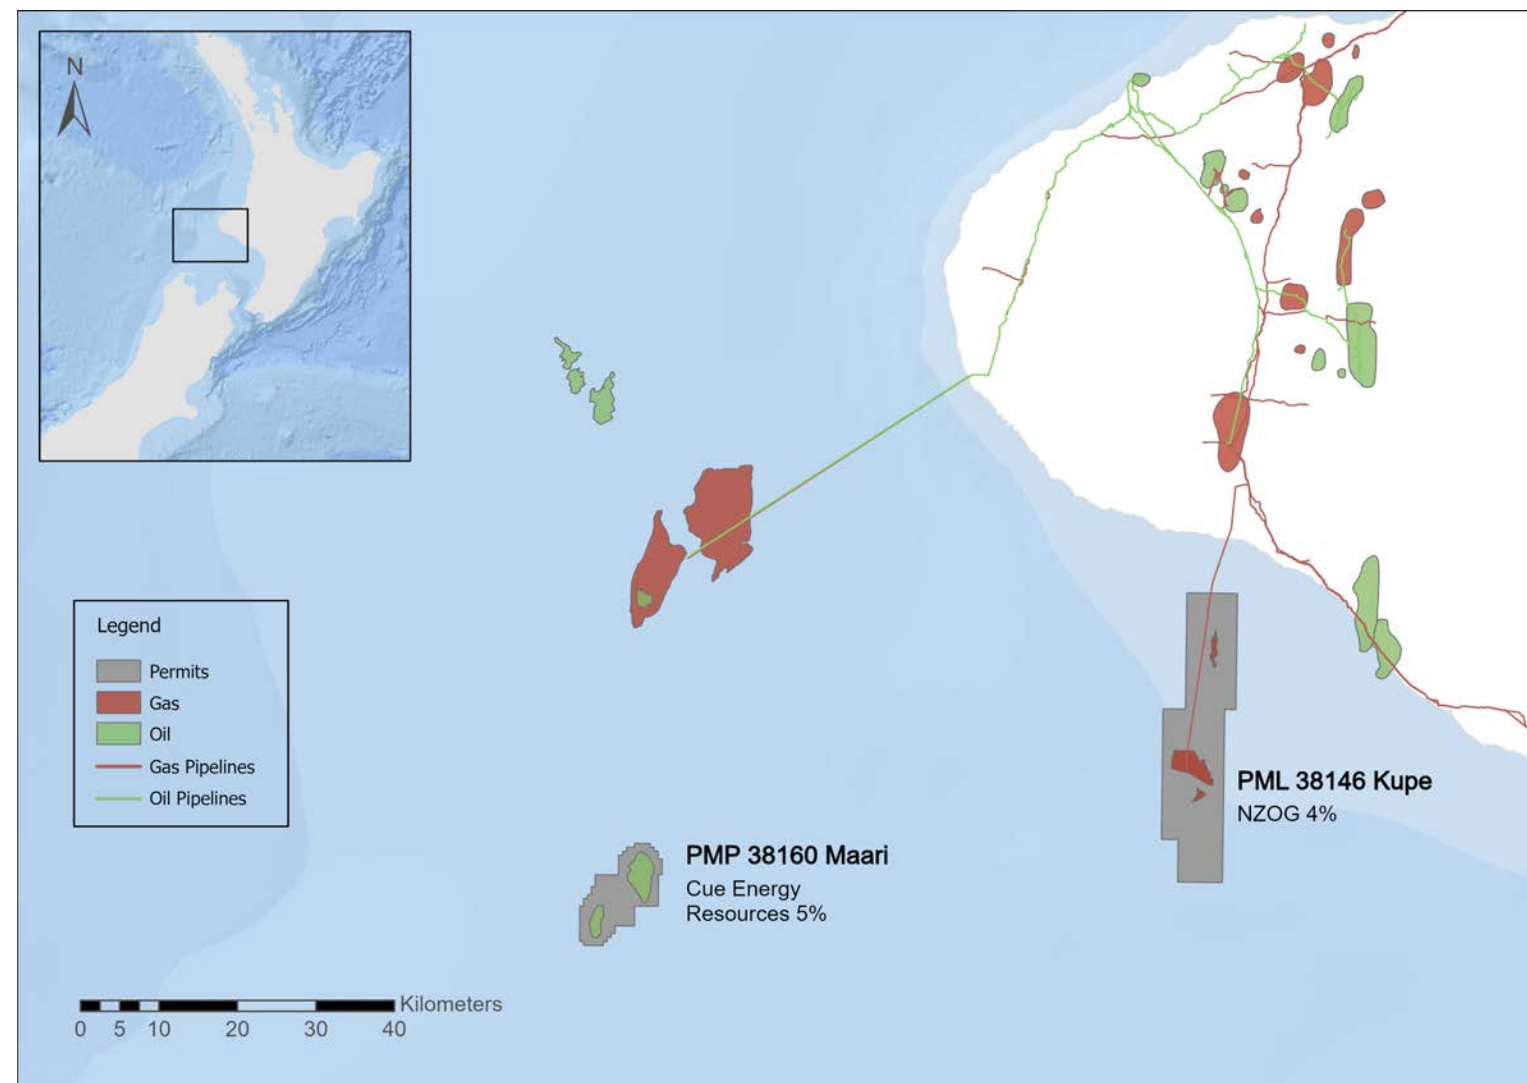 N
Legend
Permits
Gas
Oil
Gas Pipelines
Oil Pipelines
PML 38146 Kupe
NZOG 4%
PMP 38160 Maari
Cue Energy
Resources 5%
Kilometers
0 5 10 20 30 40